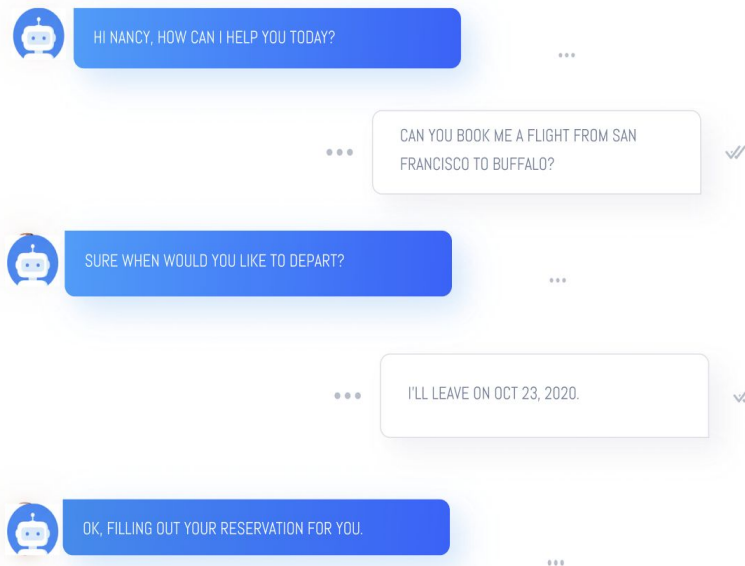 HI NANCY, HOW CAN I HELP YOU TODAY?
CAN YOU BOOK ME A FLIGHT FROM SAN
FRANCISCO TO BUFFALO?
SURE WHEN WOULD YOU LIKE TO DEPART?
I'LL LEAVE ON OCT 23, 2020.
OK, FILLING OUT YOUR RESERVATION FOR YOU.